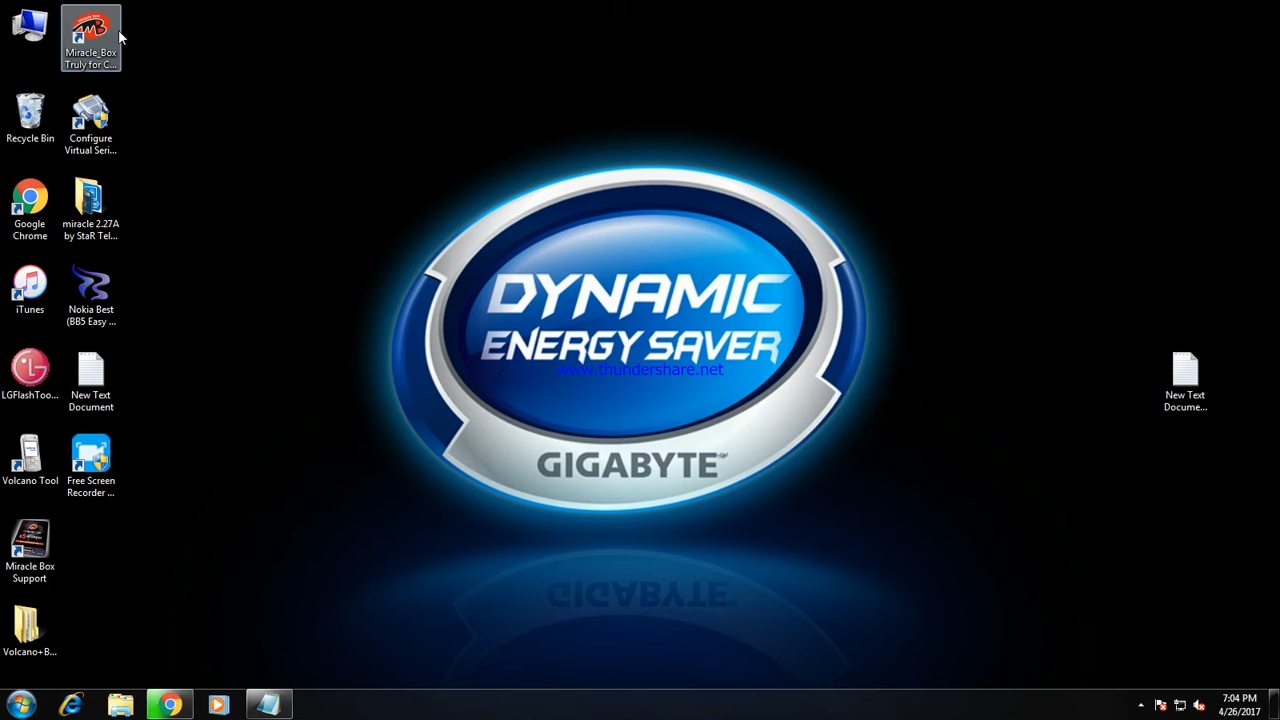 Miracle_Box
Truly for C...
Recycle Bin
Configure
Virtual Seri...
Google
Chrome
miracle 2.27A
by StaR Tel...
iTunes
Nokia Best
(BB5 Easy ...
LGFlashToo...
New Text
Document
Volcano Tool
Free Screen
Recorder ...
Miracle Box
Support
Volcano+B...
DYNAMIC
ENERGY SAVER
www.thundershare.net
GIGABYTE
New Text
Docume...
7:04 PM
4/26/2017